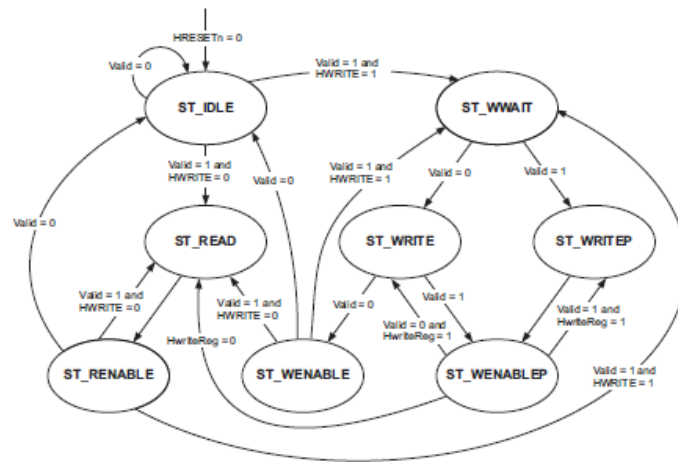 HRESETn = 0
Valid = 0
Valid = 1 and
HWRITE = 1
ST_IDLE
ST_WWAIT
Valid = 1 and
HWRITE = 0
Valid = 0
Valid = 1 and
HWRITE = 1
Valid = 0
Valid = 1
Valid = 0
ST_READ
ST_WRITE
ST_WRITEP
Valid = 1 and
HWRITE = 0
Valid = 1 and
HWRITE = 0
Valid = 0
Valid = 1
Valid = 0 and
HwriteReg = 1
Valid = 1 and
HwriteReg = 1
HwriteReg = 0
ST_RENABLE
ST_WENABLE
ST_WENABLEP
Valid = 1 and
HWRITE = 1